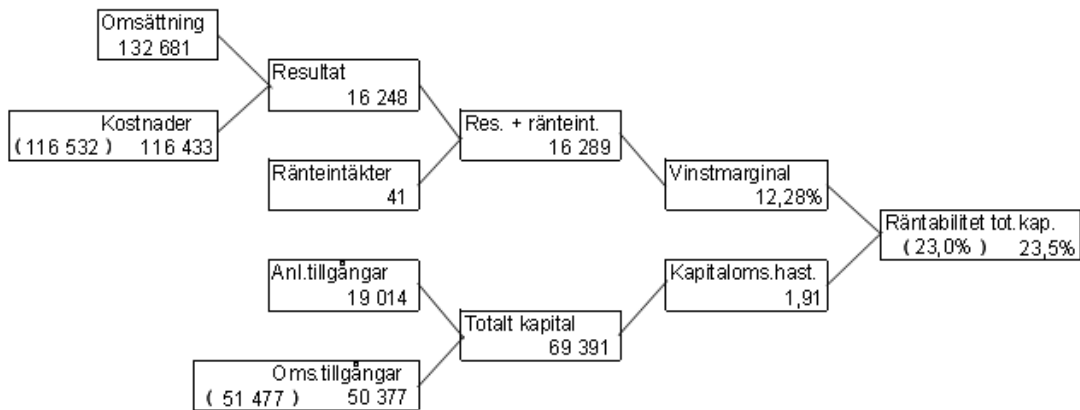 Omsättning
132 681
Kostnader
(116 532) 116 433
Resultat
16 248
Ränteintäkter
41
Res. + ränteint.
16 289
Vinstmarginal
12,28%
Anl.tillgångar
19 014
Oms.tillgångar
( 51 477 ) 50 377
Totalt kapital
69 391
Kapitaloms.hast.
1,91
Räntabilitet tot.kap.
(23,0% ) 23,5%